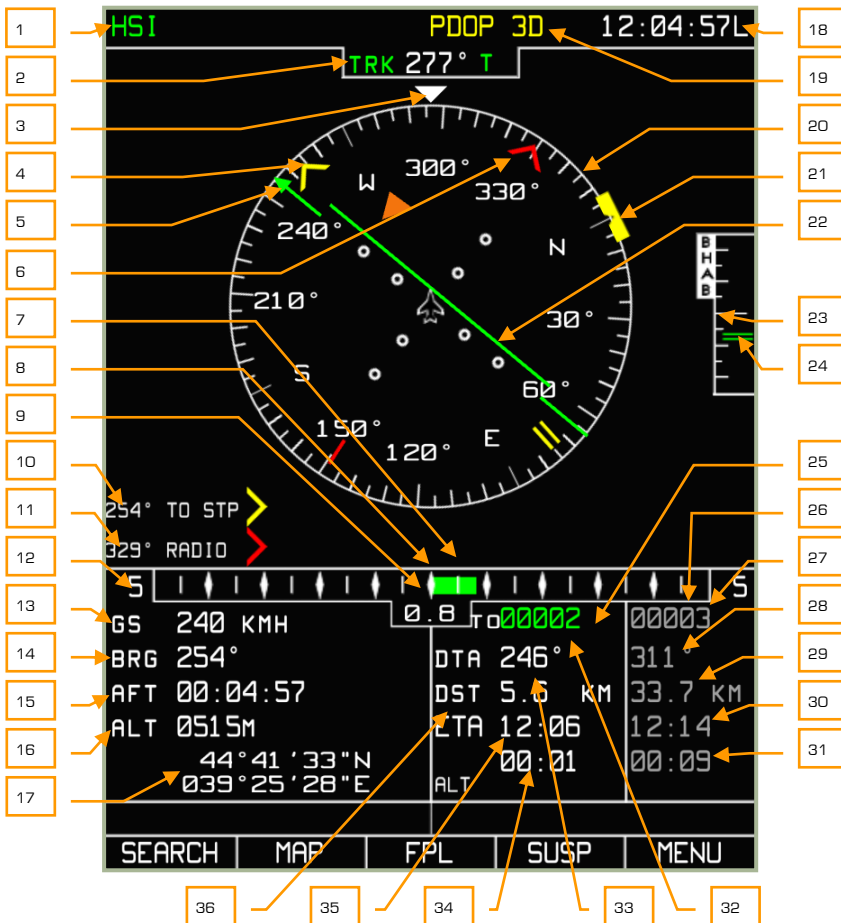 1 HSI PDOP 3D 12:04:57L 18
2 TRK 277° T 19
3 20
4 W 300° 330° 21
5 240° N 22
6 210° 30° B H A B
7 23
8 S 60° 24
9 150° 120° E
10 254° TO STP 25
11 329° RADIO 26
12 5 5 27
13 GS 240 KMH 0.8 TO 00002 00003 28
14 BRG 254° DTA 246° 311° 29
15 AFT 00:04:57 DST 5.6 KM 33.7 KM 30
16 ALT 0515M ETA 12:06 12:14 31
17 44°41'33"N 00:01 00:09
039°25'28"E ALT
SEARCH MAP FPL SUSP MENU
36 35 34 33 32